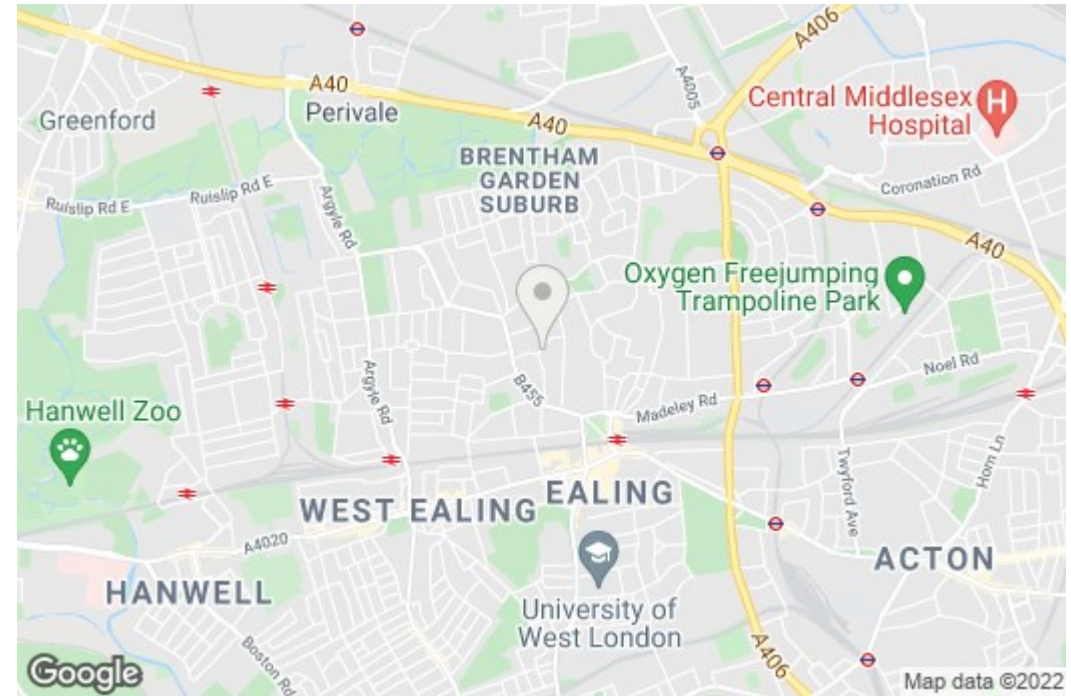 A406
A40
A4005
Central Middlesex
Hospital
H
Greenford
Perivale
A40
BRENTHAM
GARDEN
SUBURB
Coronation Rd
Ruislip Rd E
Ruislip Rd E
Argyle Rd
A40
Oxygen Freejumping
Trampoline Park
Noel Rd
Argyle Rd
B455
Madeley Rd
Hanwell Zoo
Horn Ln
Twyford Ave
WEST EALING
EALING
A4020
ACTON
HANWELL
University of
West London
Boston Rd
A406
Google
Map data ©2022